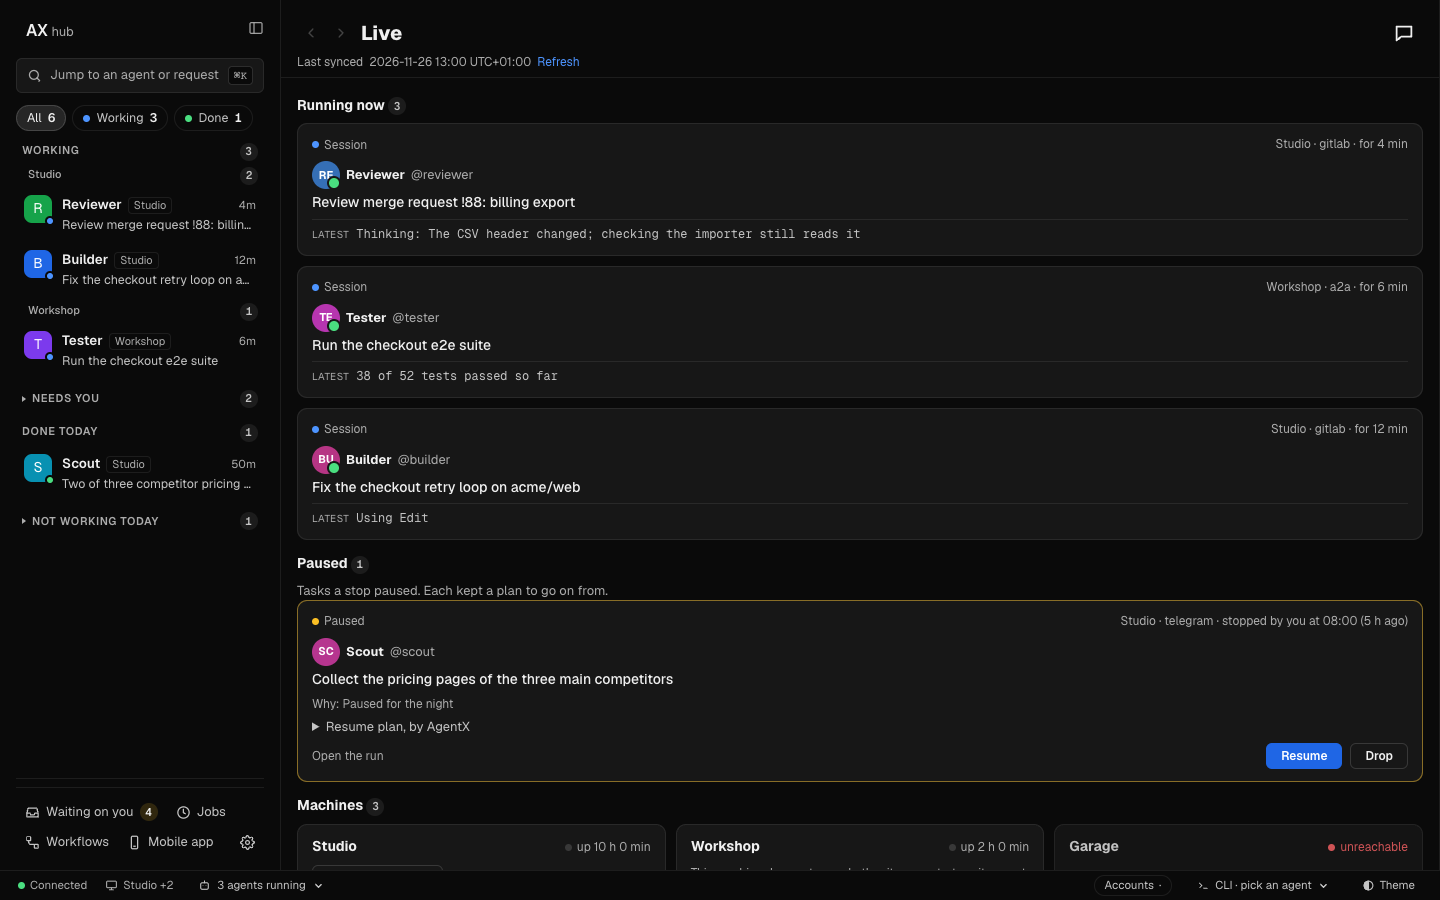 AX hub
Jump to an agent or request ⌘K
All 6 Working 3 Done 1
WORKING 3
Studio 2
R Reviewer Studio 4m
Review merge request !88: billin…
B Builder Studio 12m
Fix the checkout retry loop on a…
Workshop 1
T Tester Workshop 6m
Run the checkout e2e suite
NEEDS YOU 2
DONE TODAY 1
S Scout Studio 50m
Two of three competitor pricing …
NOT WORKING TODAY 1
Waiting on you 4 Jobs
Workflows Mobile app
Live
Last synced 2026-11-26 13:00 UTC+01:00 Refresh
Running now 3
Session Studio · gitlab · for 4 min
RE Reviewer @reviewer
Review merge request !88: billing export
LATEST Thinking: The CSV header changed; checking the importer still reads it
Session Workshop · a2a · for 6 min
TE Tester @tester
Run the checkout e2e suite
LATEST 38 of 52 tests passed so far
Session Studio · gitlab · for 12 min
BU Builder @builder
Fix the checkout retry loop on acme/web
LATEST Using Edit
Paused 1
Tasks a stop paused. Each kept a plan to go on from.
Paused Studio · telegram · stopped by you at 08:00 (5 h ago)
SC Scout @scout
Collect the pricing pages of the three main competitors
Why: Paused for the night
Resume plan, by AgentX
Open the run Resume Drop
Machines 3
Studio up 10 h 0 min
Workshop up 2 h 0 min
Garage unreachable
Connected Studio +2 3 agents running Accounts · CLI · pick an agent Theme